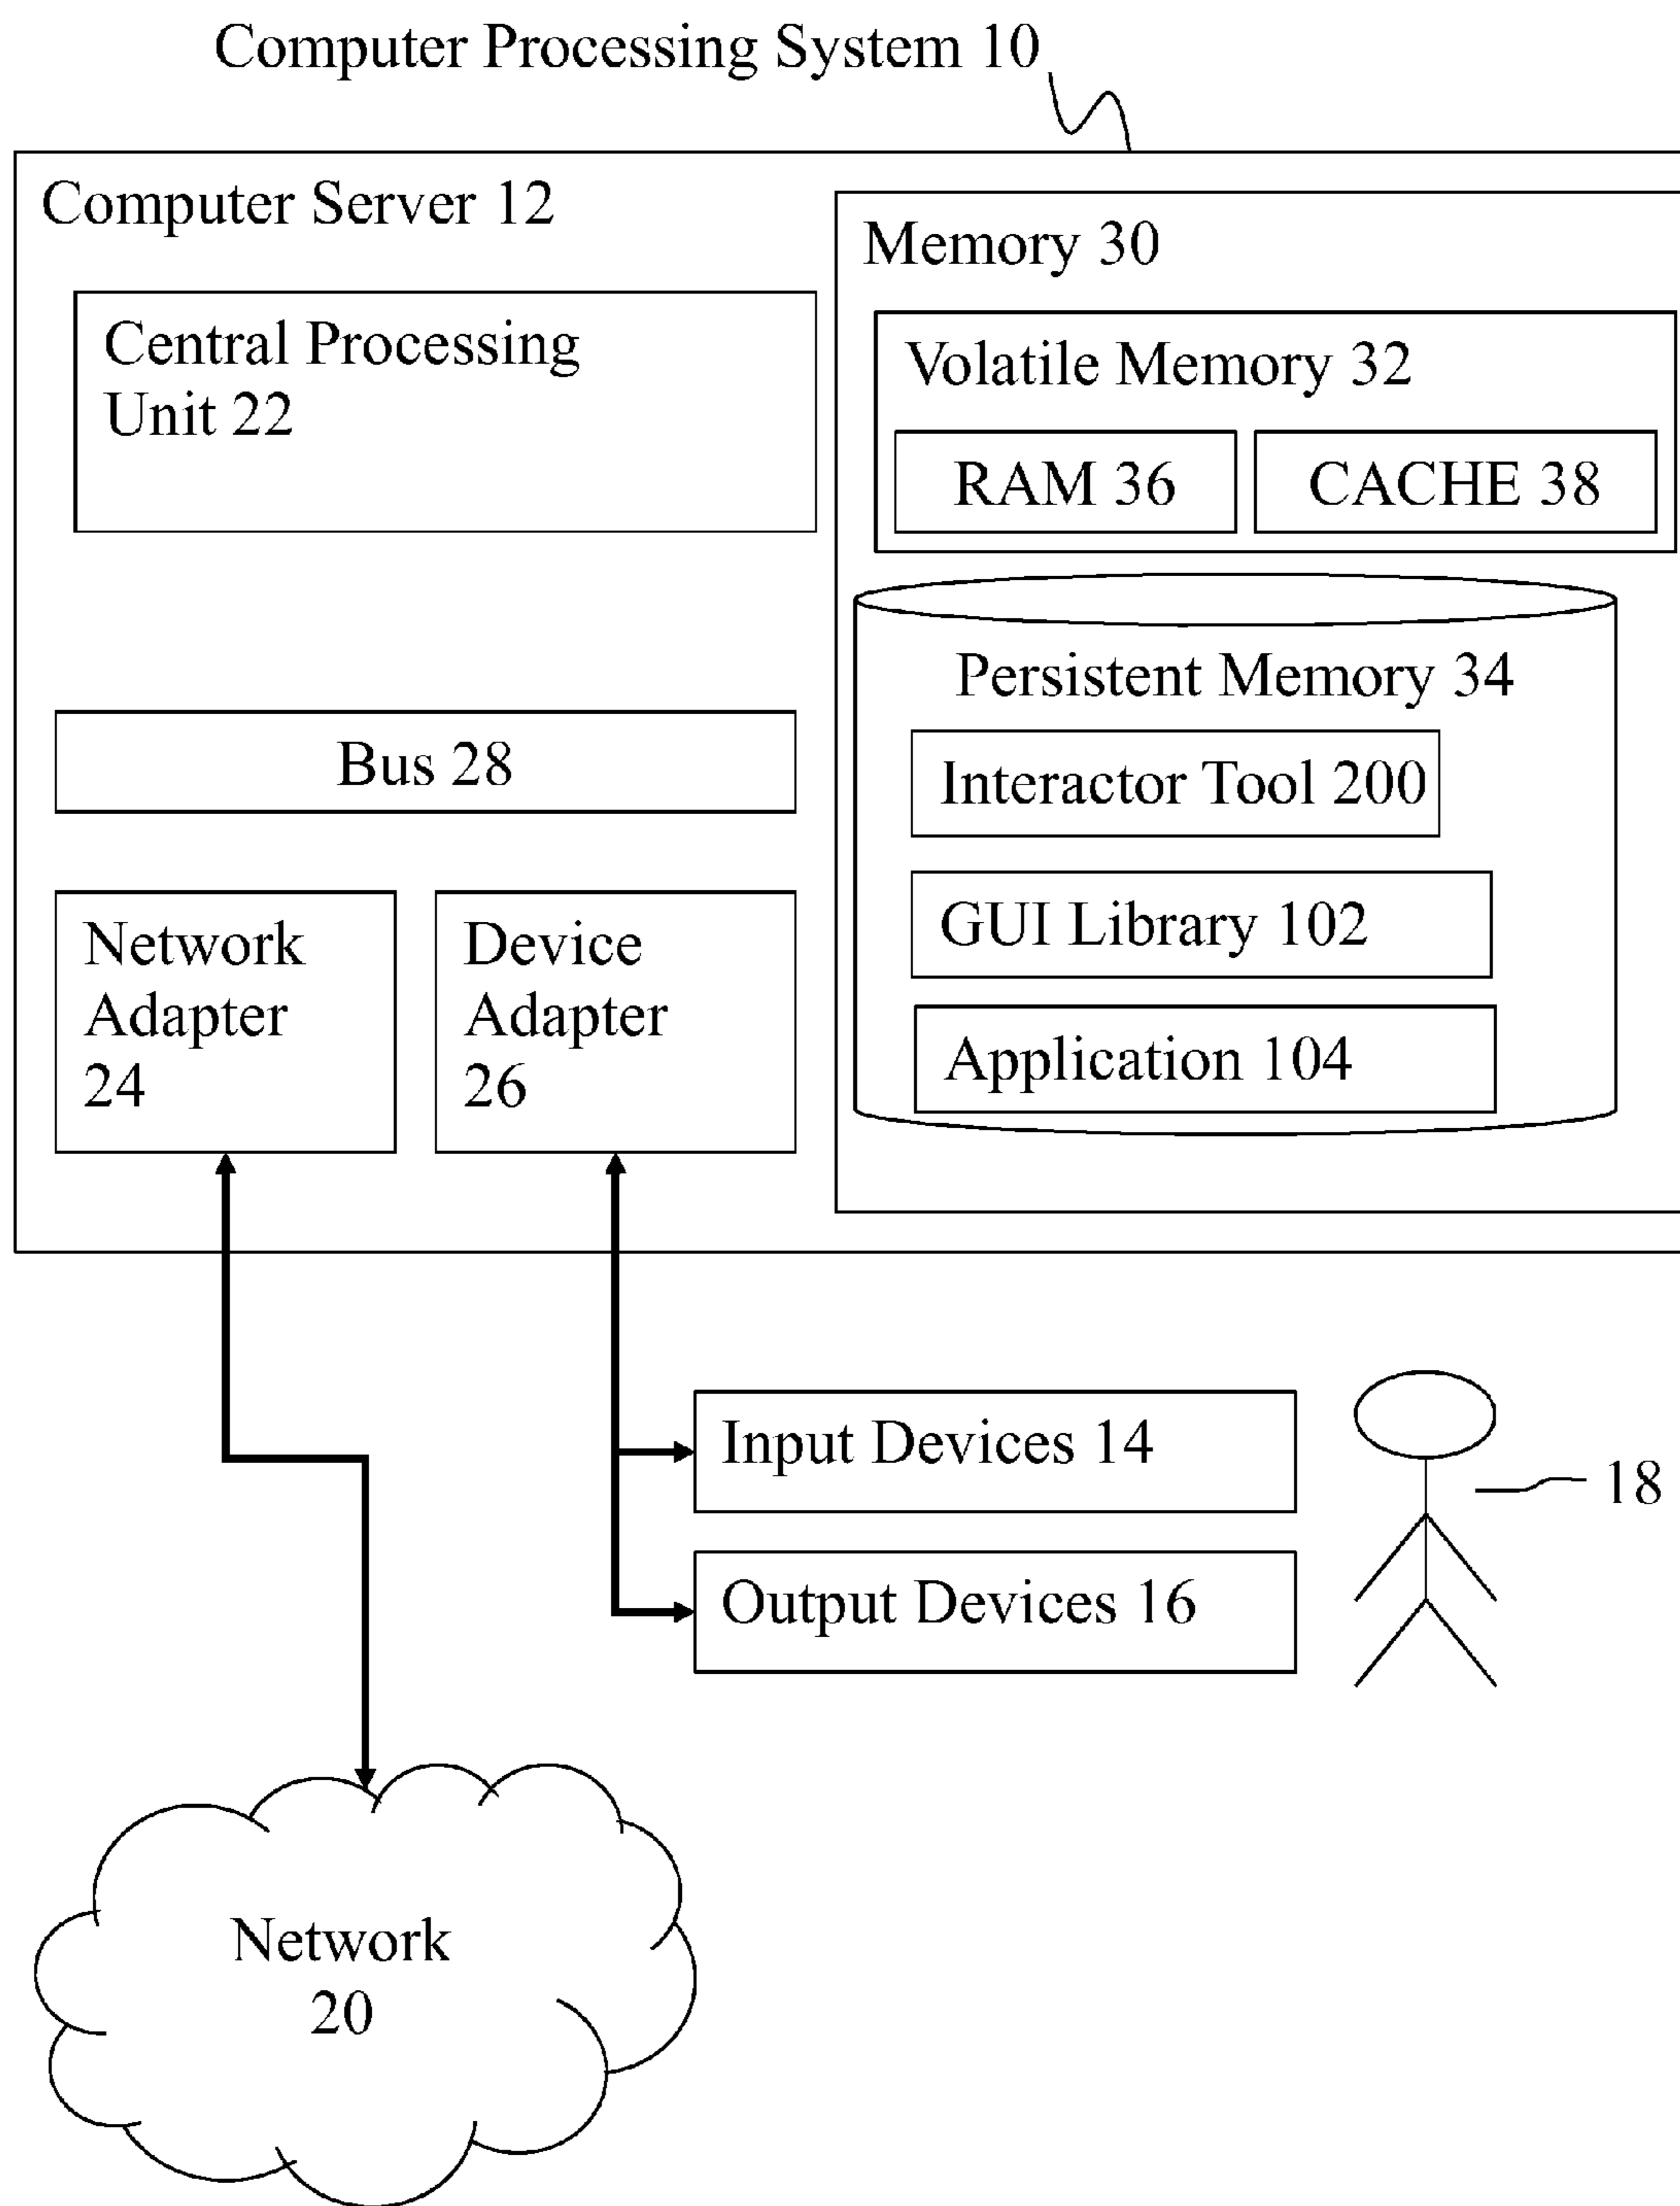 Computer Processing System 10
Computer Server 12
Central Processing
Unit 22
Bus 28
Network
Adapter
24
Device
Adapter
26
Memory 30
Volatile Memory 32
RAM 36
CACHE 38
Persistent Memory 34
Interactor Tool 200
GUI Library 102
Application 104
Input Devices 14
Output Devices 16
18
Network
20